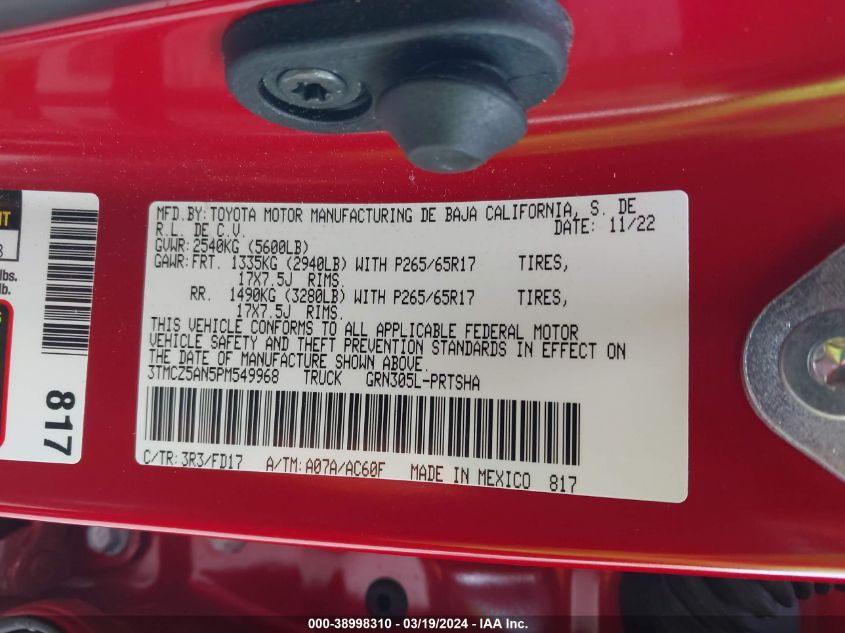 MFD.BY:TOYOTA MOTOR MANUFACTURING DE BAJA CALIFORNIA, S. DE
R.L. DE C.V. DATE: 11/22
GVWR: 2540KG (5600LB)
GAWR:FRT. 1335KG (2940LB) WITH P265/65R17 TIRES,
17X7.5J RIMS.
RR. 1490KG (3280LB) WITH P265/65R17 TIRES,
17X7.5J RIMS.
THIS VEHICLE CONFORMS TO ALL APPLICABLE FEDERAL MOTOR
VEHICLE SAFETY AND THEFT PREVENTION STANDARDS IN EFFECT ON
THE DATE OF MANUFACTURE SHOWN ABOVE.
3TMCZ5AN5PM549968 TRUCK GRN305L-PRTSHA
C/TR: 3R3/FD17 A/TM: A07A/AC60F MADE IN MEXICO 817
lbs.
lb.
817
000-38998310 - 03/19/2024 - IAA Inc.